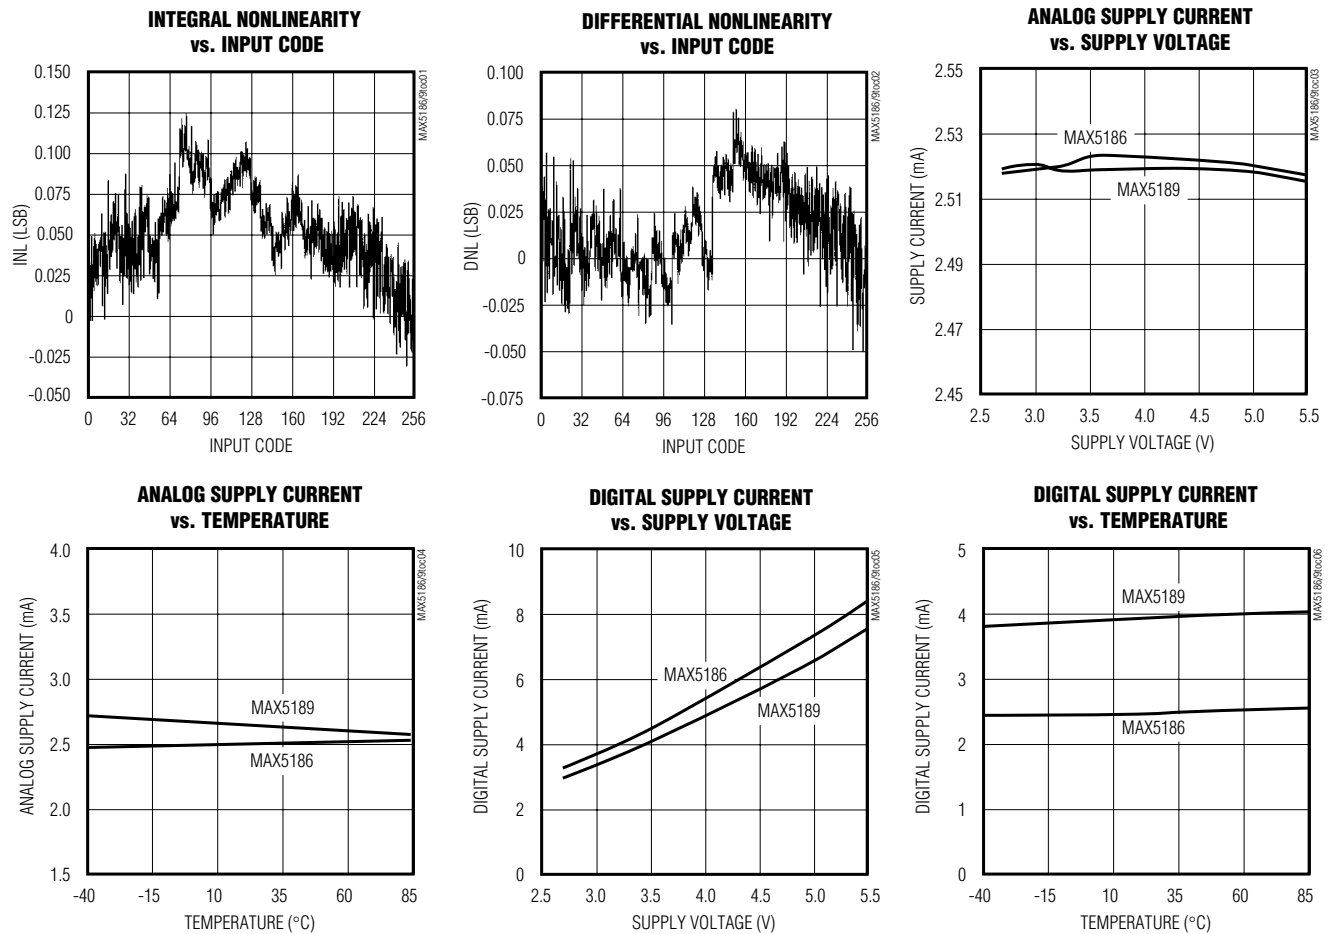 INTEGRAL NONLINEARITY
vs. INPUT CODE
0.150
0.125
0.100
0.075
0.050
0.025
0
-0.025
-0.050
INL (LSB)
0 32 64 96 128 160 192 224 256
INPUT CODE
MAX5186/9toc01
DIFFERENTIAL NONLINEARITY
vs. INPUT CODE
0.100
0.075
0.050
0.025
0
-0.025
-0.050
-0.075
DNL (LSB)
0 32 64 96 128 160 192 224 256
INPUT CODE
MAX5186/9toc02
ANALOG SUPPLY CURRENT
vs. SUPPLY VOLTAGE
2.55
2.53
2.51
2.49
2.47
2.45
SUPPLY CURRENT (mA)
MAX5186
MAX5189
2.5 3.0 3.5 4.0 4.5 5.0 5.5
SUPPLY VOLTAGE (V)
MAX5186/9toc03
ANALOG SUPPLY CURRENT
vs. TEMPERATURE
4.0
3.5
3.0
2.5
2.0
1.5
ANALOG SUPPLY CURRENT (mA)
MAX5189
MAX5186
-40 -15 10 35 60 85
TEMPERATURE (°C)
MAX5186/9toc04
DIGITAL SUPPLY CURRENT
vs. SUPPLY VOLTAGE
10
8
6
4
2
0
DIGITAL SUPPLY CURRENT (mA)
MAX5186
MAX5189
2.5 3.0 3.5 4.0 4.5 5.0 5.5
SUPPLY VOLTAGE (V)
MAX5186/9toc05
DIGITAL SUPPLY CURRENT
vs. TEMPERATURE
5
4
3
2
1
0
DIGITAL SUPPLY CURRENT (mA)
MAX5189
MAX5186
-40 -15 10 35 60 85
TEMPERATURE (°C)
MAX5186/9toc06